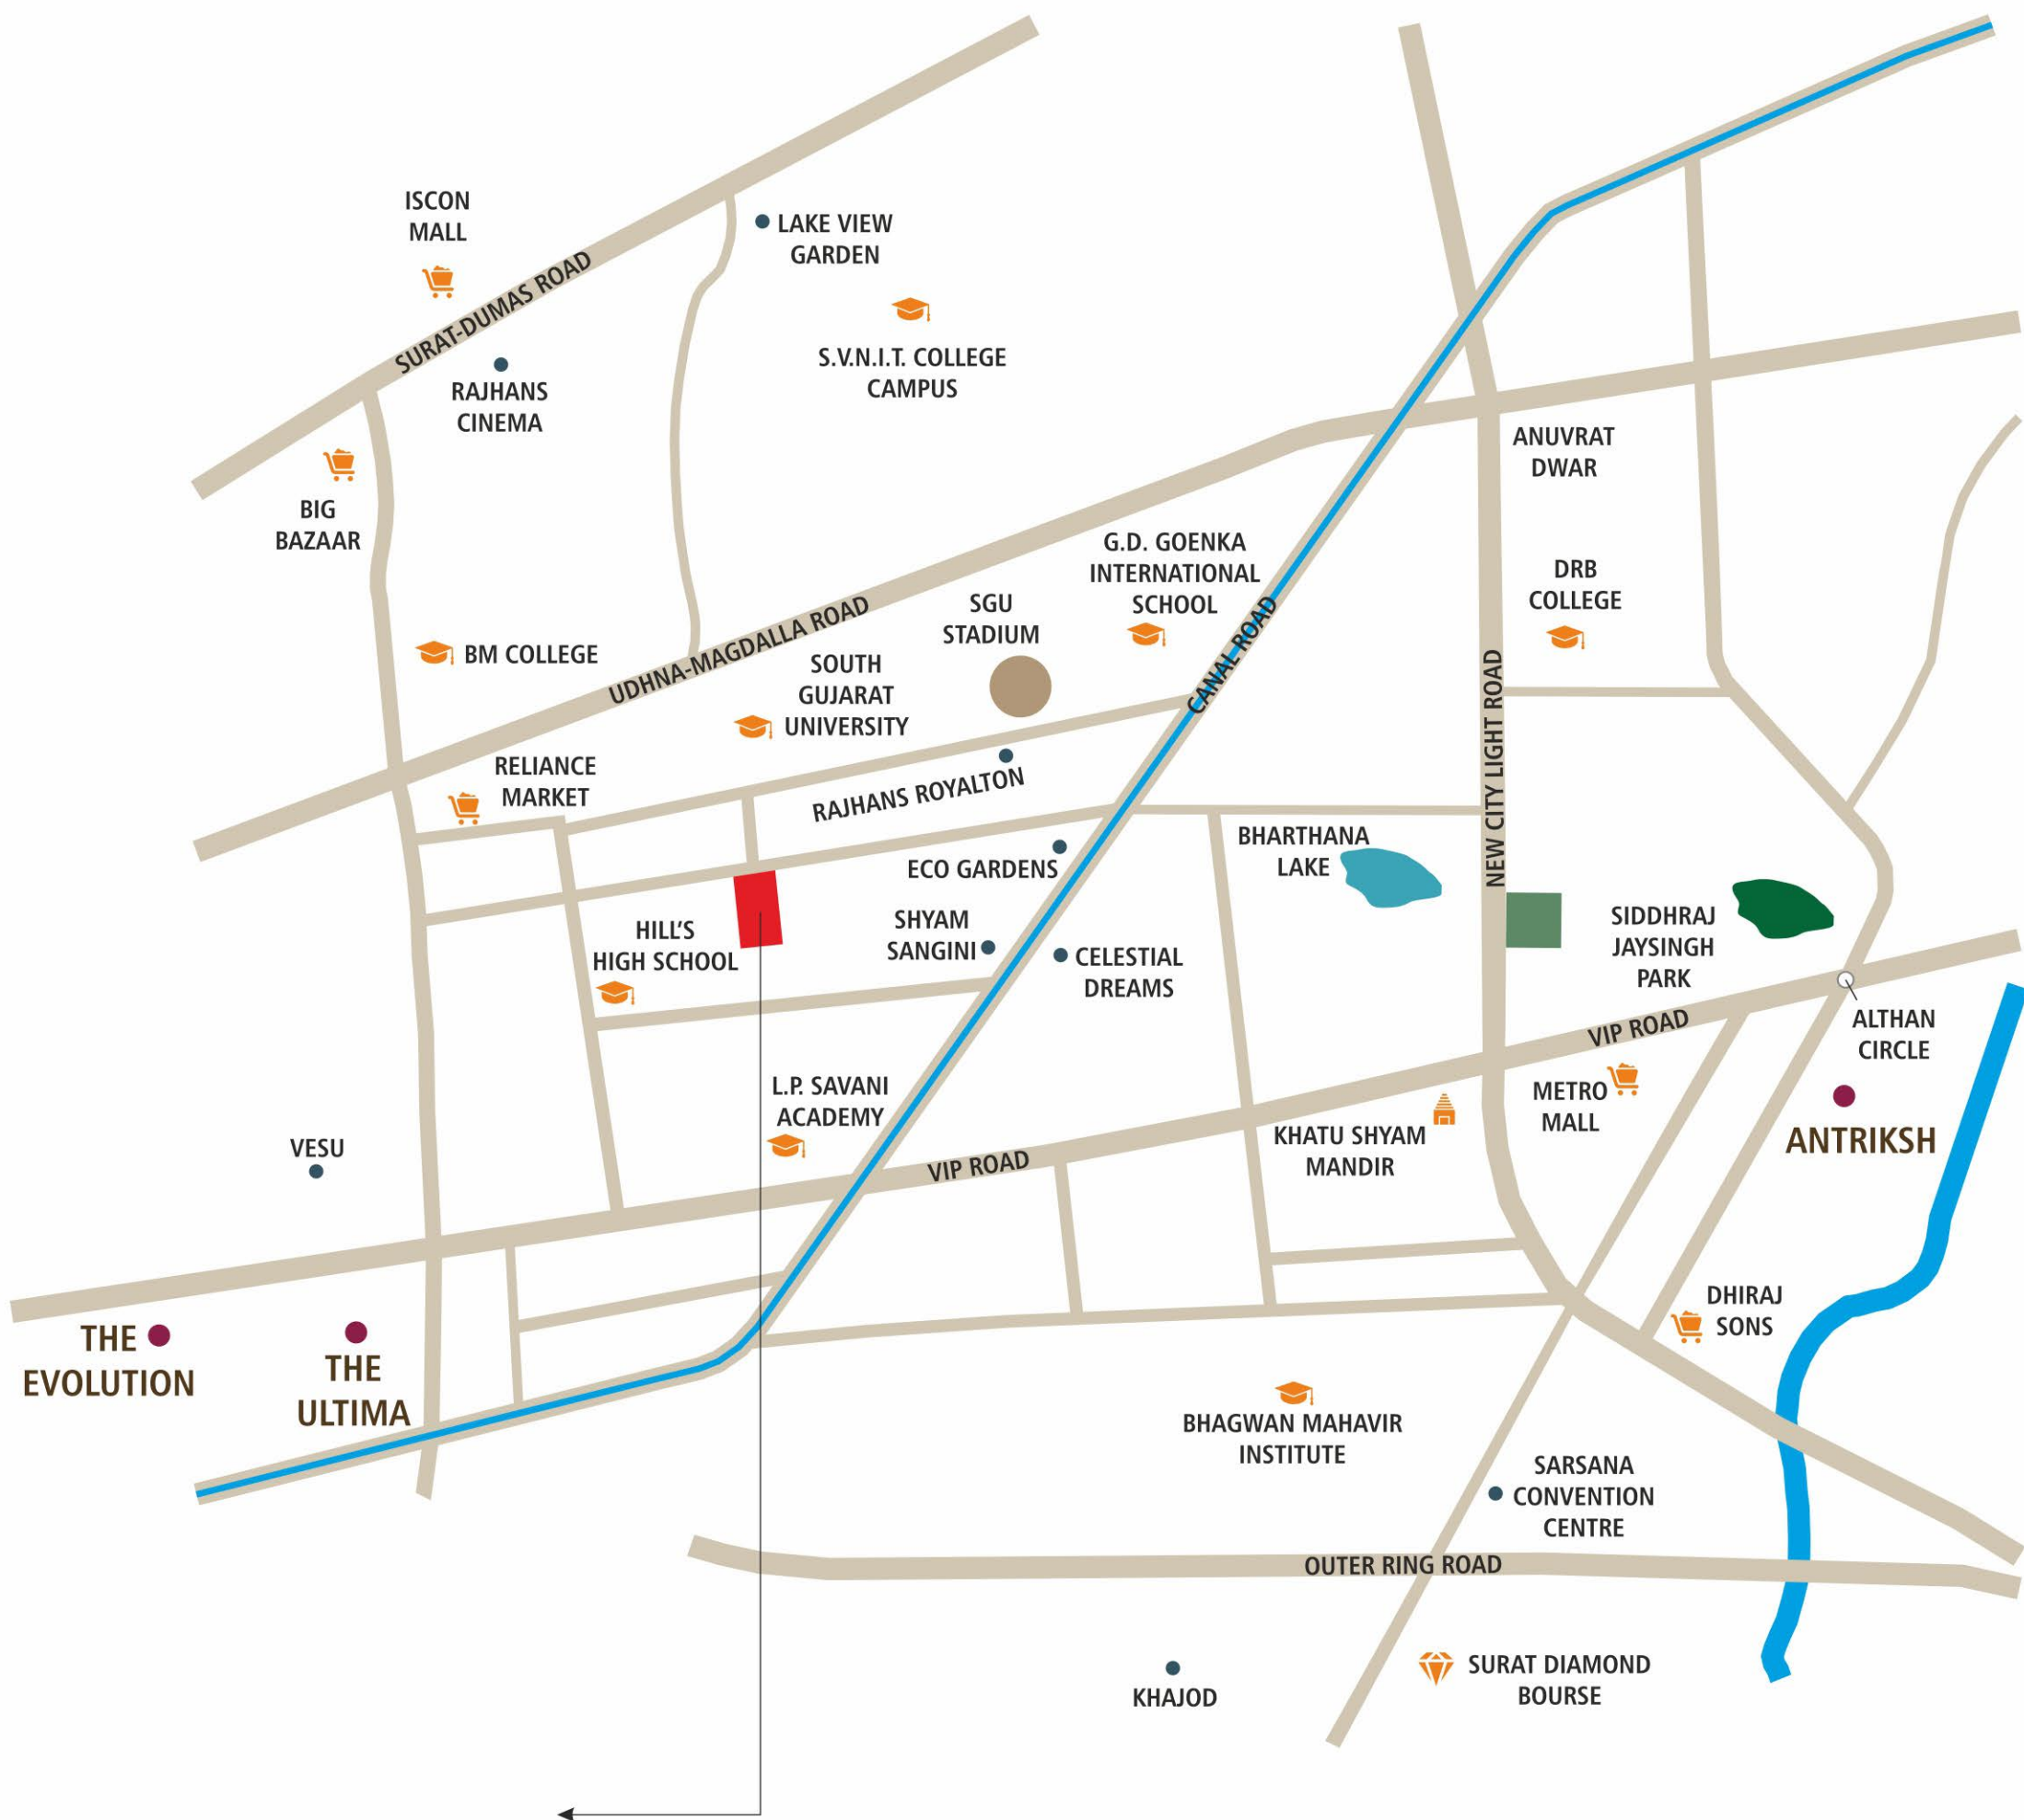 ISCON
MALL
LAKE VIEW
GARDEN
SURAT-DUMAS ROAD
S.V.N.I.T. COLLEGE
CAMPUS
RAJHANS
CINEMA
ANUVRAT
DWAR
BIG
BAZAAR
G.D. GOENKA
INTERNATIONAL
SCHOOL
DRB
COLLEGE
SGU
STADIUM
UDHNA-MAGDALLA ROAD
CANAL ROAD
BM COLLEGE
SOUTH
GUJARAT
UNIVERSITY
NEW CITY LIGHT ROAD
RELIANCE
MARKET
RAJHANS ROYALTON
BHARTHANA
LAKE
ECO GARDENS
SHYAM
SANGINI
HILL'S
HIGH SCHOOL
CELESTIAL
DREAMS
SIDDHRAJ
JAYSINGH
PARK
VIP ROAD
ALTHAN
CIRCLE
L.P. SAVANI
ACADEMY
METRO
MALL
KHATU SHYAM
MANDIR
ANTRIKSH
VESU
VIP ROAD
DHIRAJ
SONS
THE
EVOLUTION
THE
ULTIMA
BHAGWAN MAHAVIR
INSTITUTE
SARSANA
CONVENTION
CENTRE
OUTER RING ROAD
KHAJOD
SURAT DIAMOND
BOURSE